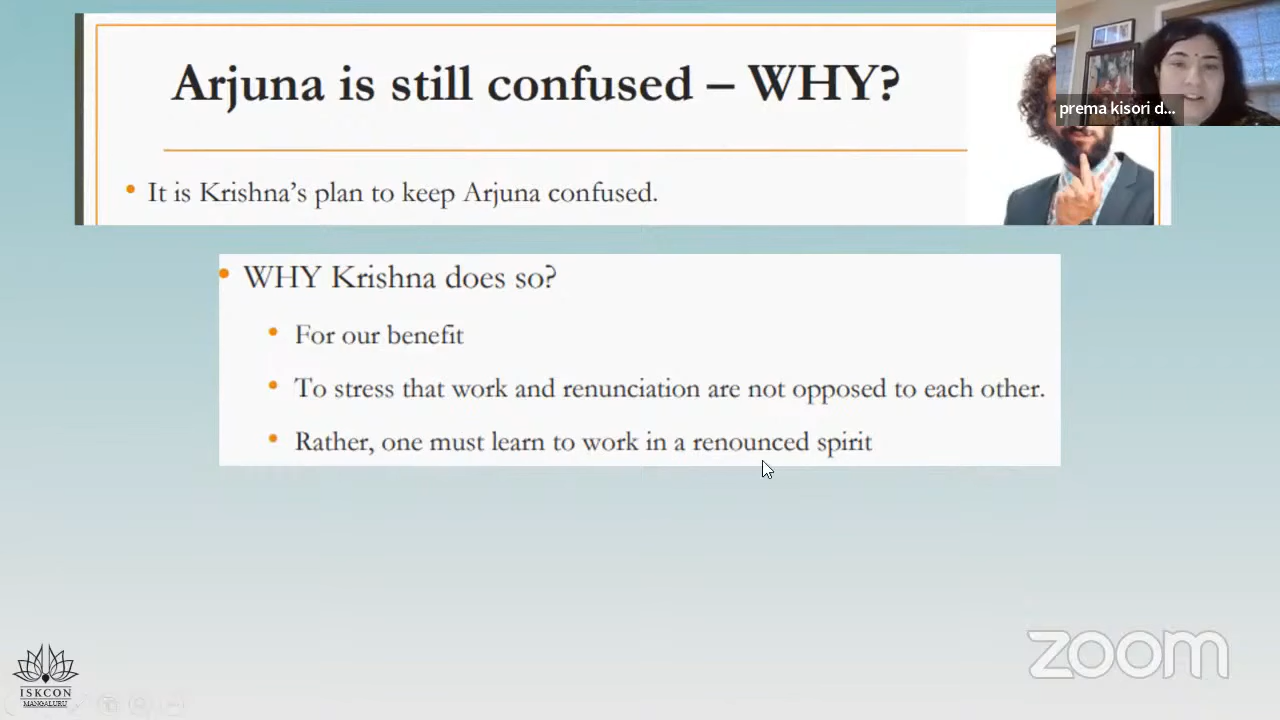 Arjuna is still confused – WHY?
prema kisori d...
• It is Krishna's plan to keep Arjuna confused.
• WHY Krishna does so?
• For our benefit
• To stress that work and renunciation are not opposed to each other.
• Rather, one must learn to work in a renounced spirit
zoom
ISKCON
MANGALURU